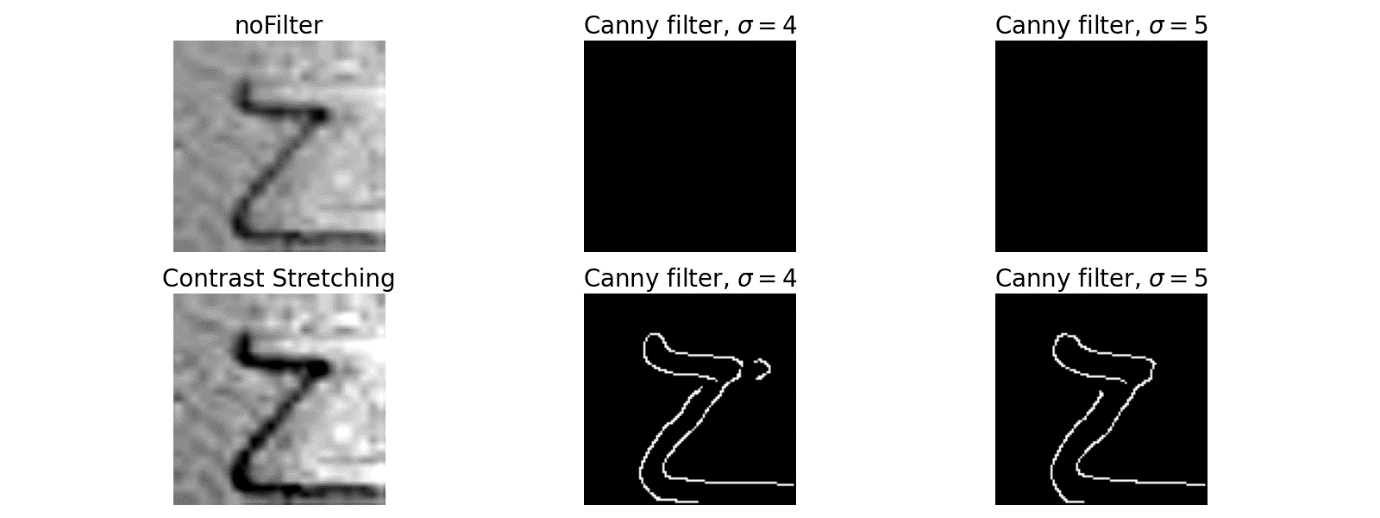 noFilter Canny filter, σ = 4 Canny filter, σ = 5
Z
Contrast Stretching Canny filter, σ = 4 Canny filter, σ = 5
Z Z Z